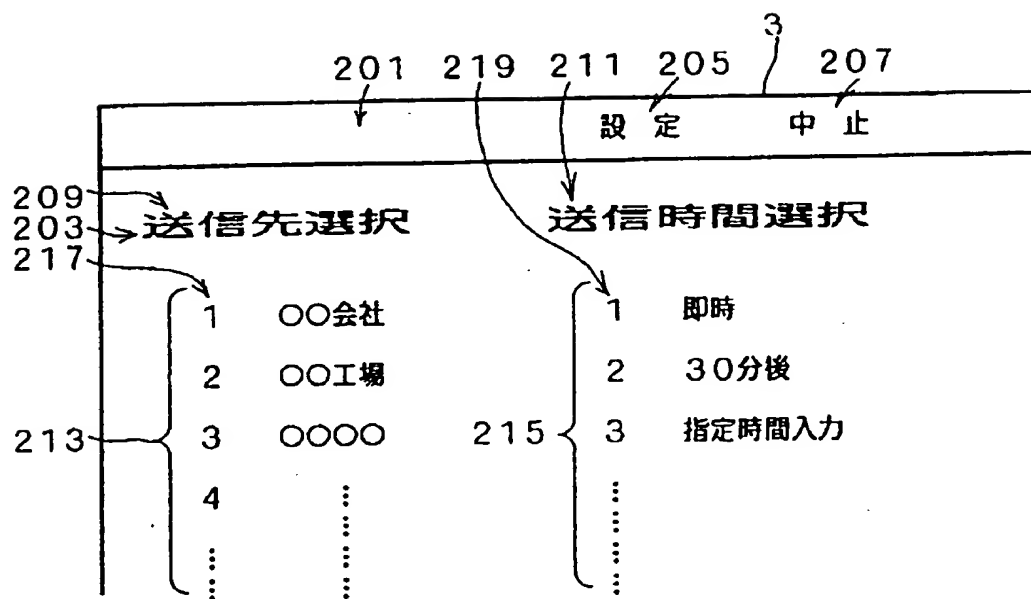 3
201 219 211 205 207
設定 中止
209
203 送信先選択 送信時間選択
217
1 〇〇会社 1 即時
2 〇〇工場 2 30分後
213 3 〇〇〇〇 215 3 指定時間入力
4